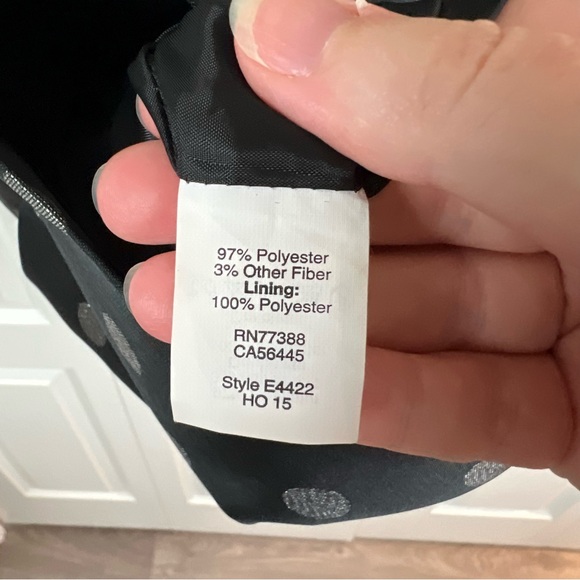 97% Polyester
3% Other Fiber
Lining:
100% Polyester
RN77388
CA56445
Style E4422
HO 15